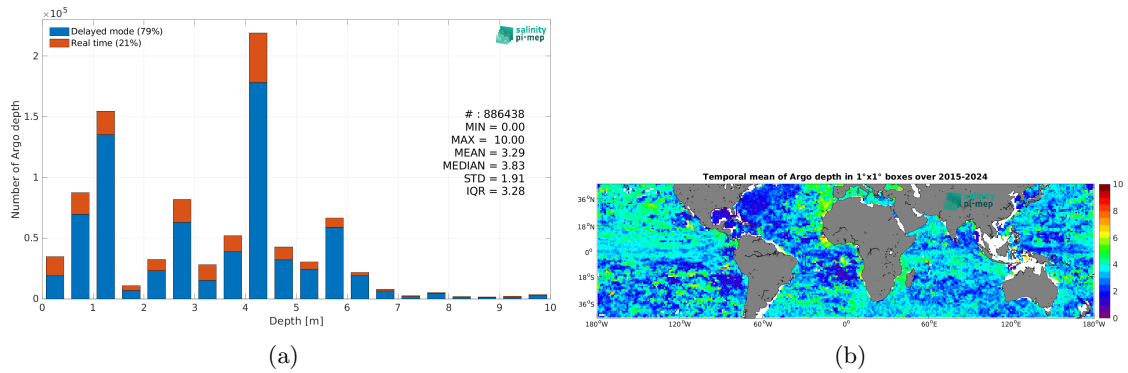 ×10⁵
Delayed mode (79%)
Real time (21%)
salinity
pi-mep
2
1.5
1
0.5
0
Number of Argo depth
# : 886438
MIN = 0.00
MAX = 10.00
MEAN = 3.29
MEDIAN = 3.83
STD = 1.91
IQR = 3.28
0 1 2 3 4 5 6 7 8 9 10
Depth [m]
(a)
Temporal mean of Argo depth in 1°x1° boxes over 2015-2024
pi-mep
36°N
18°N
0°
18°S
36°S
180°W 120°W 60°W 0° 60°E 120°E 180°W
10
8
6
4
2
0
(b)